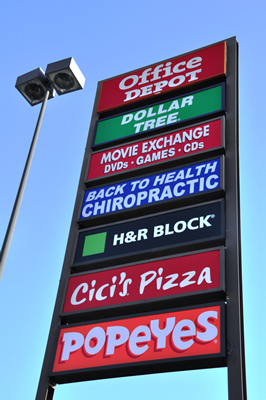 Office
DEPOT
DOLLAR
TREE
MOVIE EXCHANGE
DVDs • GAMES • CDs
BACK TO HEALTH
CHIROPRACTIC
H&R BLOCK®
CiCi's Pizza
POPEYES